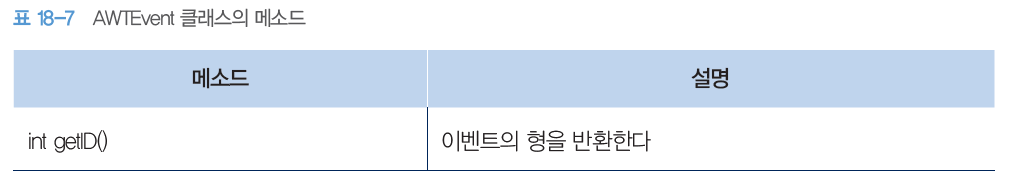 표 18-7 AWTEvent 클래스의 메소드
메소드 설명
int getID() 이벤트의 형을 반환한다